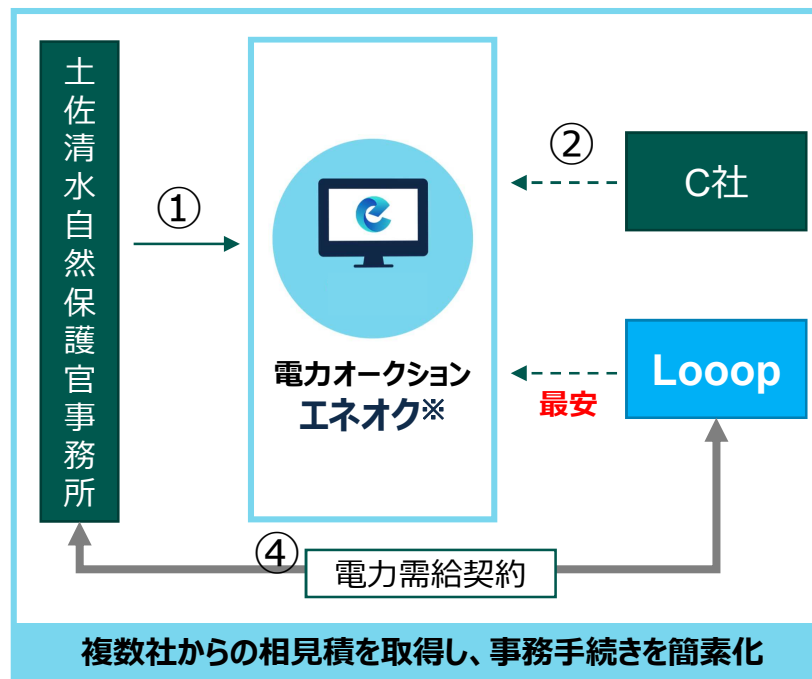 土佐清水自然保護官事務所
①
電力オークション
エネオク※
②
C社
Looop
最安
④
電力需給契約
複数社からの相見積を取得し、事務手続きを簡素化